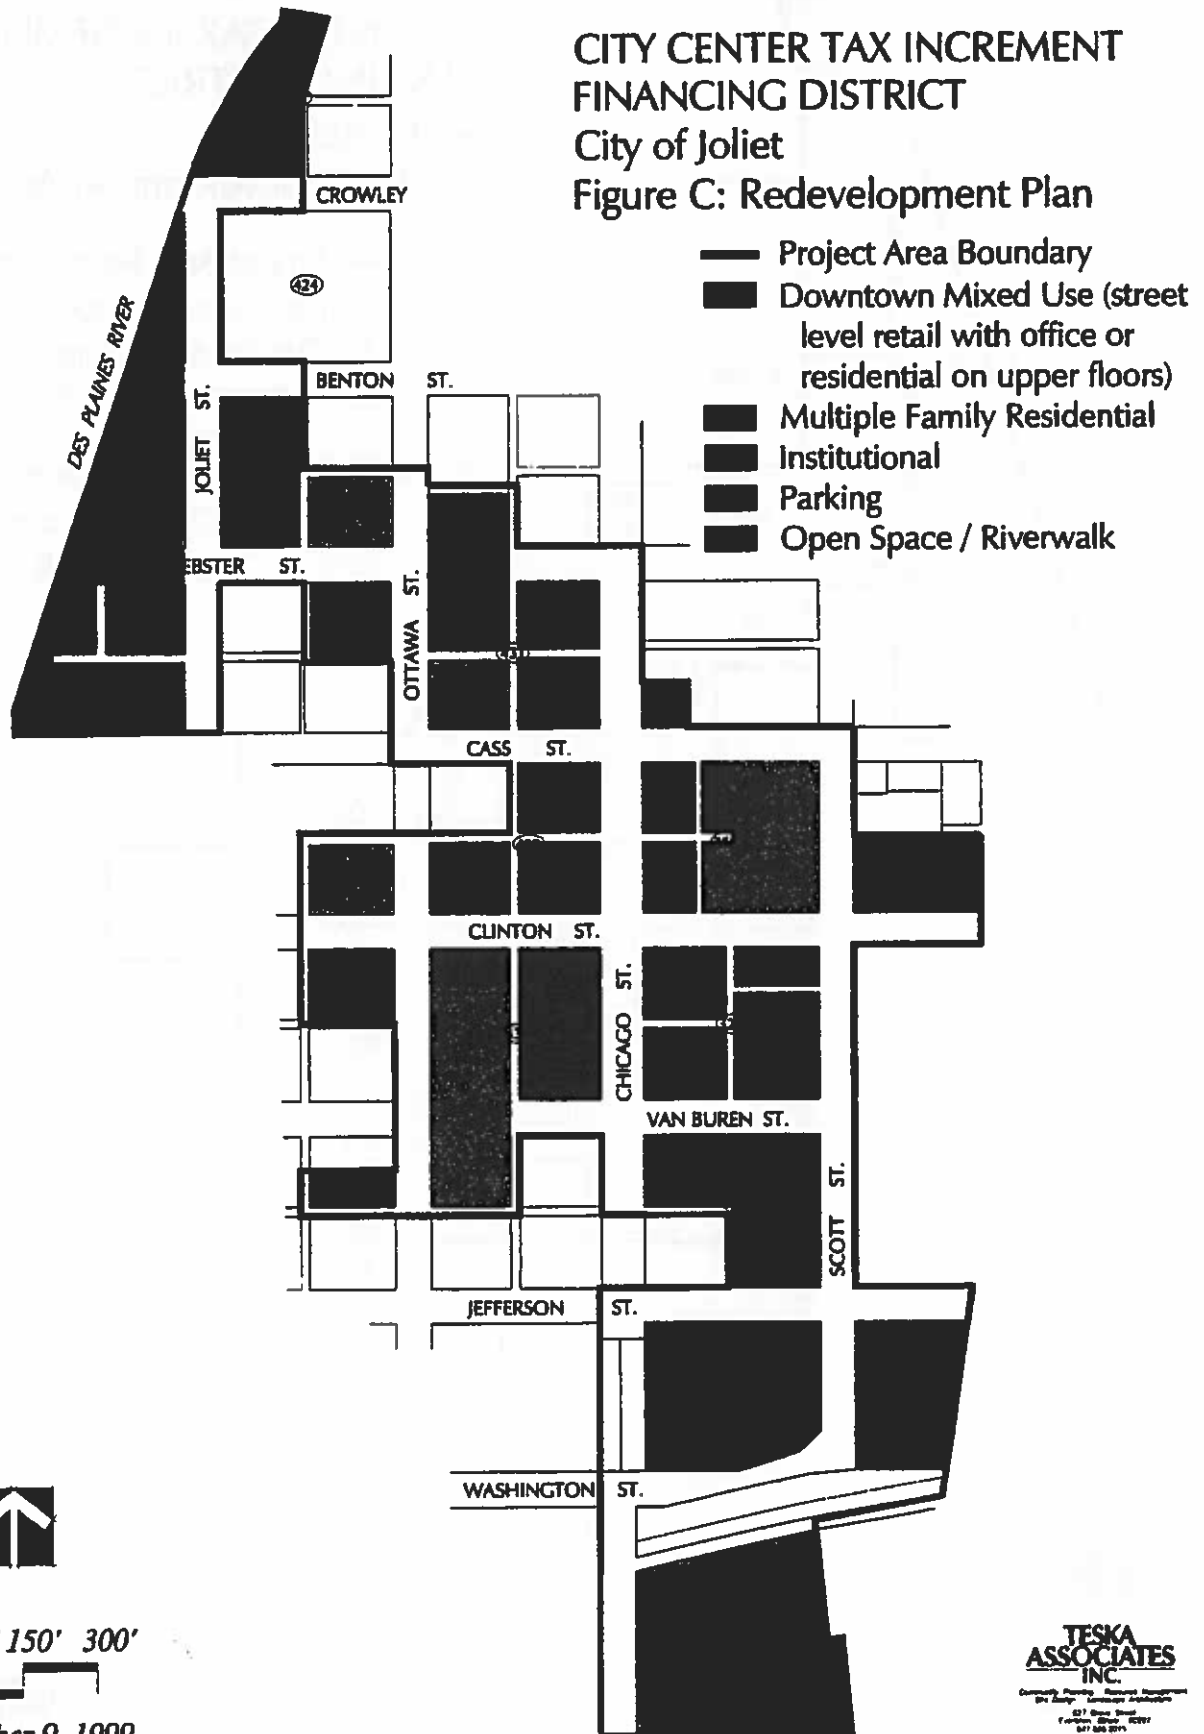 CITY CENTER TAX INCREMENT
FINANCING DISTRICT
City of Joliet
Figure C: Redevelopment Plan
Project Area Boundary
Downtown Mixed Use (street
level retail with office or
residential on upper floors)
Multiple Family Residential
Institutional
Parking
Open Space / Riverwalk
CROWLEY
424
DES PLAINES RIVER
JOLIET ST.
BENTON ST.
EBSTER ST.
OTTAWA ST.
CASS ST.
CLINTON ST.
CHICAGO ST.
VAN BUREN ST.
SCOTT ST.
JEFFERSON ST.
WASHINGTON ST.
150' 300'
9, 1999
TESKA
ASSOCIATES
INC.